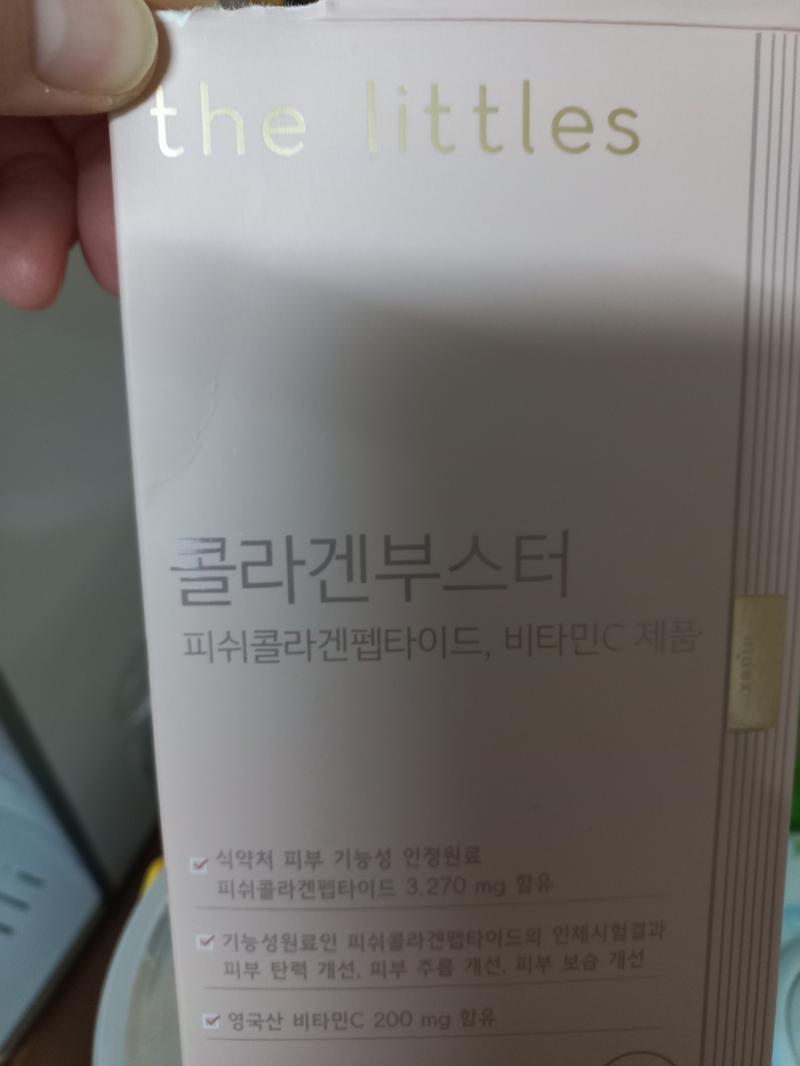 the littles
콜라겐부스터
피쉬콜라겐펩타이드, 비타민C 제품
index
식약처 피부 기능성 인정원료
피쉬콜라겐펩타이드 3,270 mg 함유
기능성원료인 피쉬콜라겐펩타이드의 인체시험결과
피부 탄력 개선, 피부 주름 개선, 피부 보습 개선
영국산 비타민C 200 mg 함유